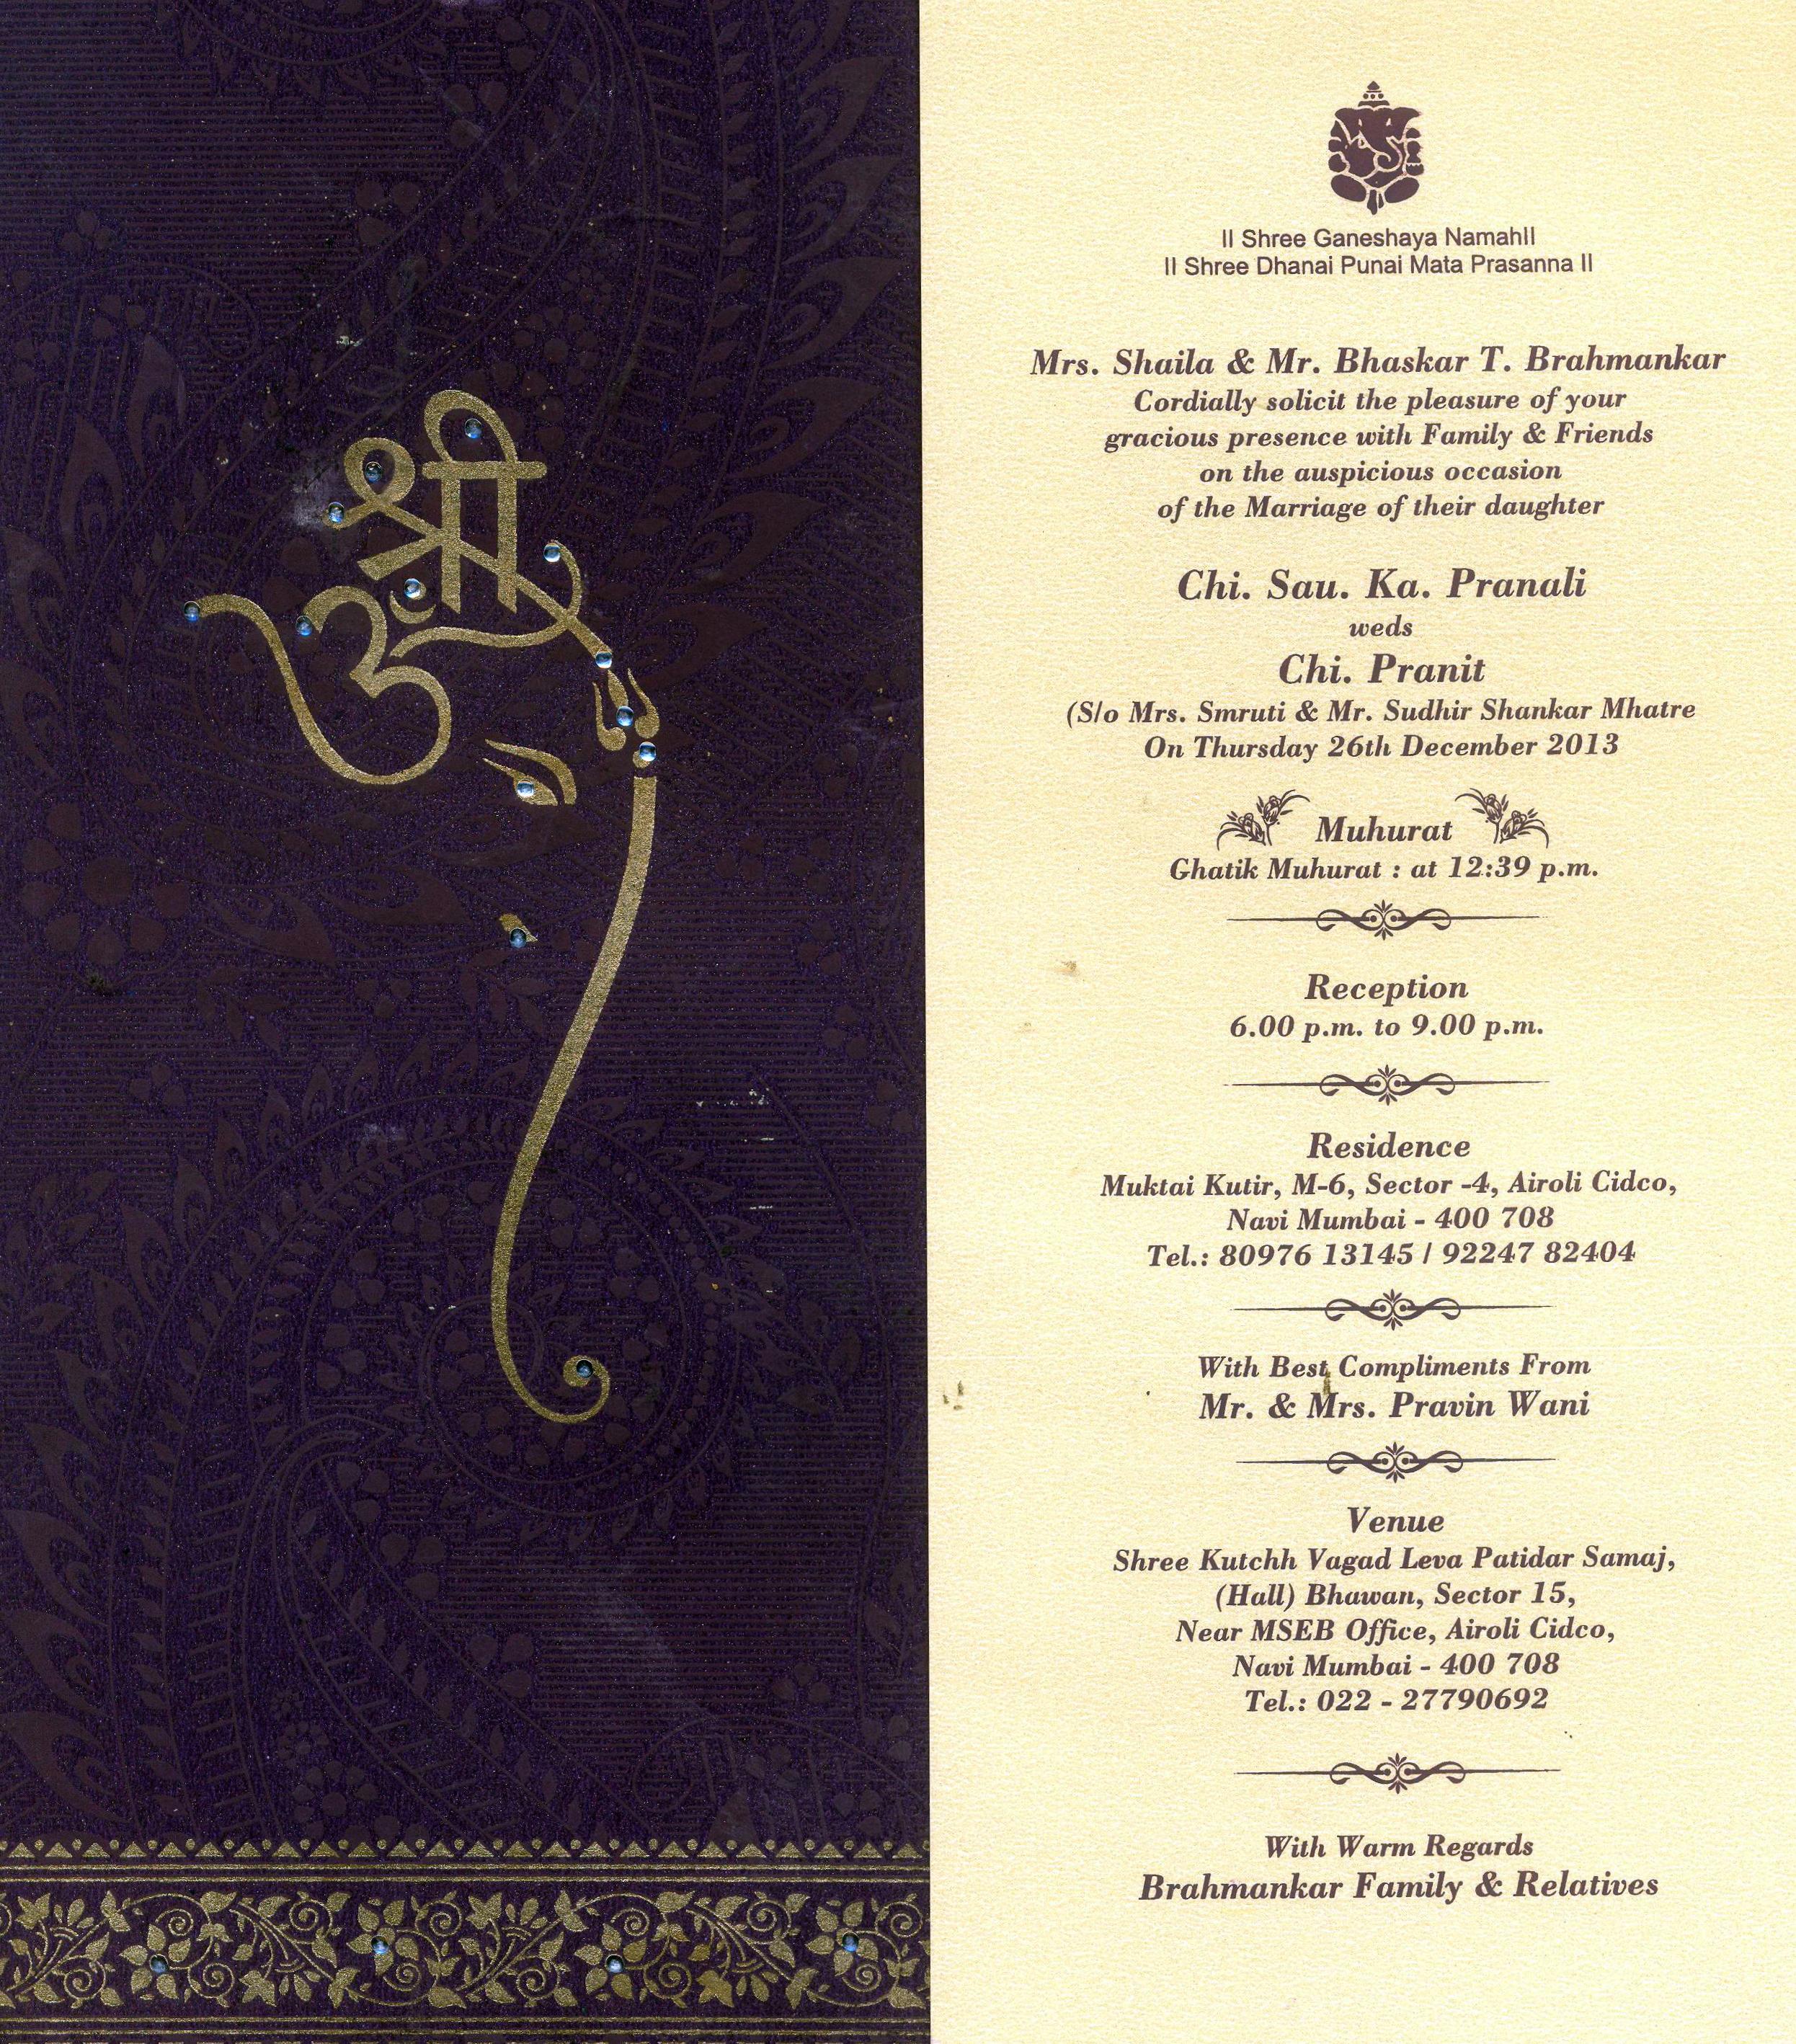 श्री
ॐ
॥ Shree Ganeshaya Namah॥
॥ Shree Dhanai Punai Mata Prasanna ॥
Mrs. Shaila & Mr. Bhaskar T. Brahmankar
Cordially solicit the pleasure of your
gracious presence with Family & Friends
on the auspicious occasion
of the Marriage of their daughter
Chi. Sau. Ka. Pranali
weds
Chi. Pranit
(S/o Mrs. Smruti & Mr. Sudhir Shankar Mhatre
On Thursday 26th December 2013
Muhurat
Ghatik Muhurat : at 12:39 p.m.
Reception
6.00 p.m. to 9.00 p.m.
Residence
Muktai Kutir, M-6, Sector -4, Airoli Cidco,
Navi Mumbai - 400 708
Tel.: 80976 13145 / 92247 82404
With Best Compliments From
Mr. & Mrs. Pravin Wani
Venue
Shree Kutchh Vagad Leva Patidar Samaj,
(Hall) Bhawan, Sector 15,
Near MSEB Office, Airoli Cidco,
Navi Mumbai - 400 708
Tel.: 022 - 27790692
With Warm Regards
Brahmankar Family & Relatives